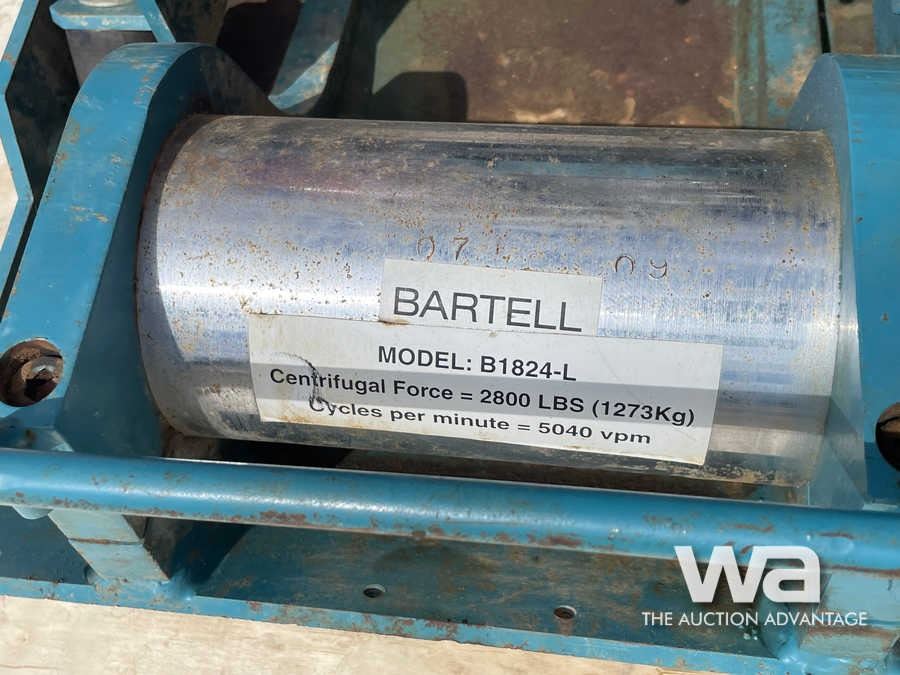 07 09
BARTELL
MODEL: B1824-L
Centrifugal Force = 2800 LBS (1273Kg)
Cycles per minute = 5040 vpm
wa
THE AUCTION ADVANTAGE